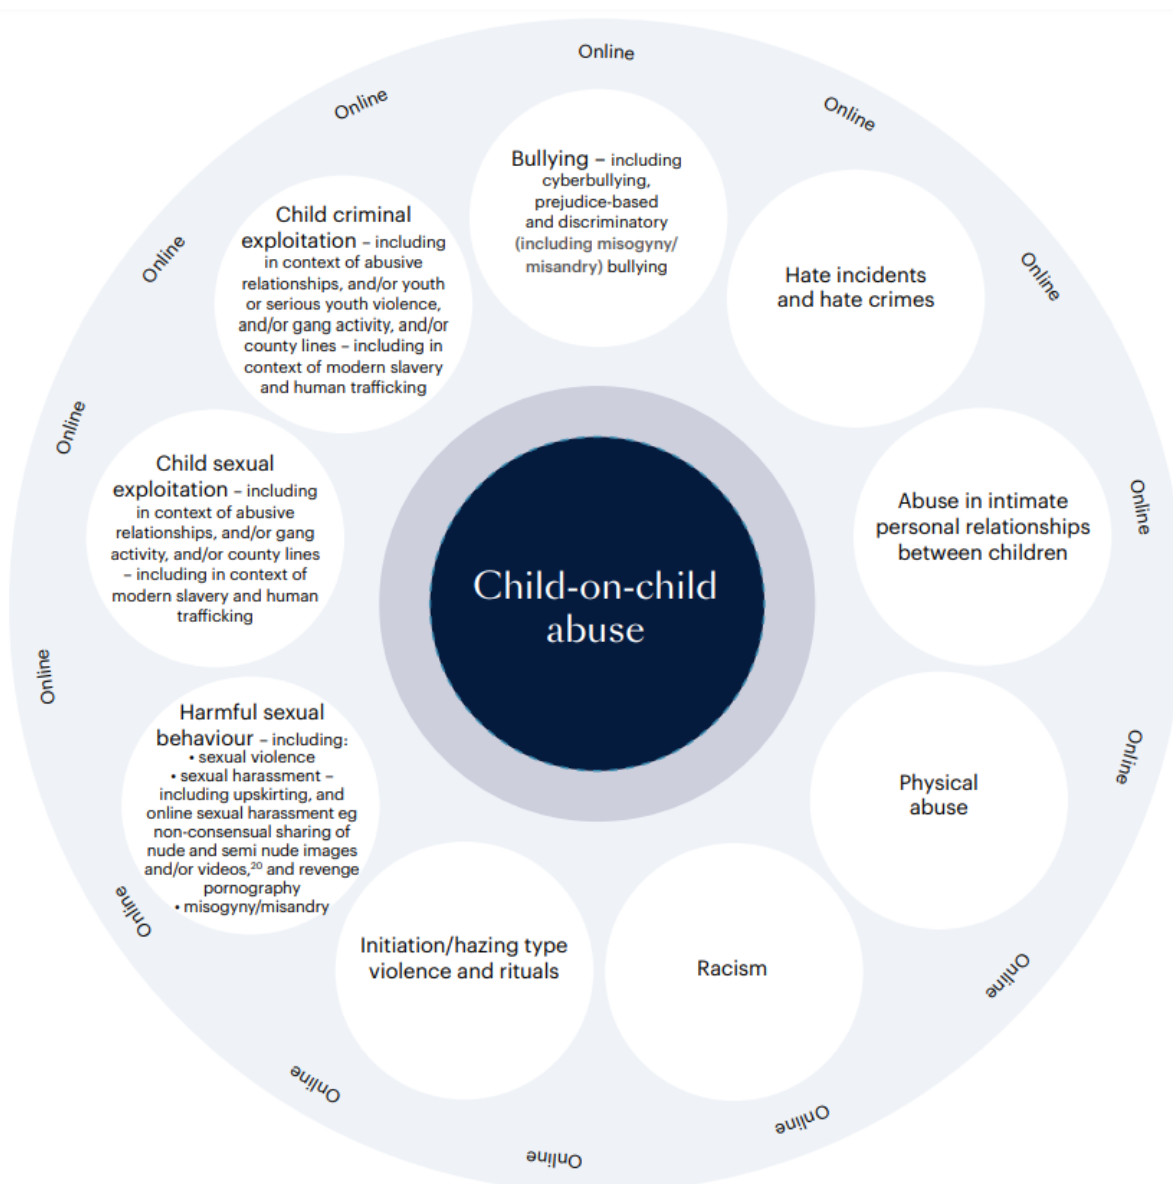 Online
Online
Online
Online
Online
Online
Online
Online
Online
Online
Online
Online
Online
Online
Bullying – including
cyberbullying,
prejudice-based
and discriminatory
(including misogyny/
misandry) bullying
Hate incidents
and hate crimes
Abuse in intimate
personal relationships
between children
Physical
abuse
Racism
Initiation/hazing type
violence and rituals
Harmful sexual
behaviour – including:
• sexual violence
• sexual harassment –
including upskirting, and
online sexual harassment eg
non-consensual sharing of
nude and semi nude images
and/or videos,²⁰ and revenge
pornography
• misogyny/misandry
Child sexual
exploitation – including
in context of abusive
relationships, and/or gang
activity, and/or county lines
– including in context of
modern slavery and human
trafficking
Child criminal
exploitation – including
in context of abusive
relationships, and/or youth
or serious youth violence,
and/or gang activity, and/or
county lines – including in
context of modern slavery
and human trafficking
Child-on-child
abuse